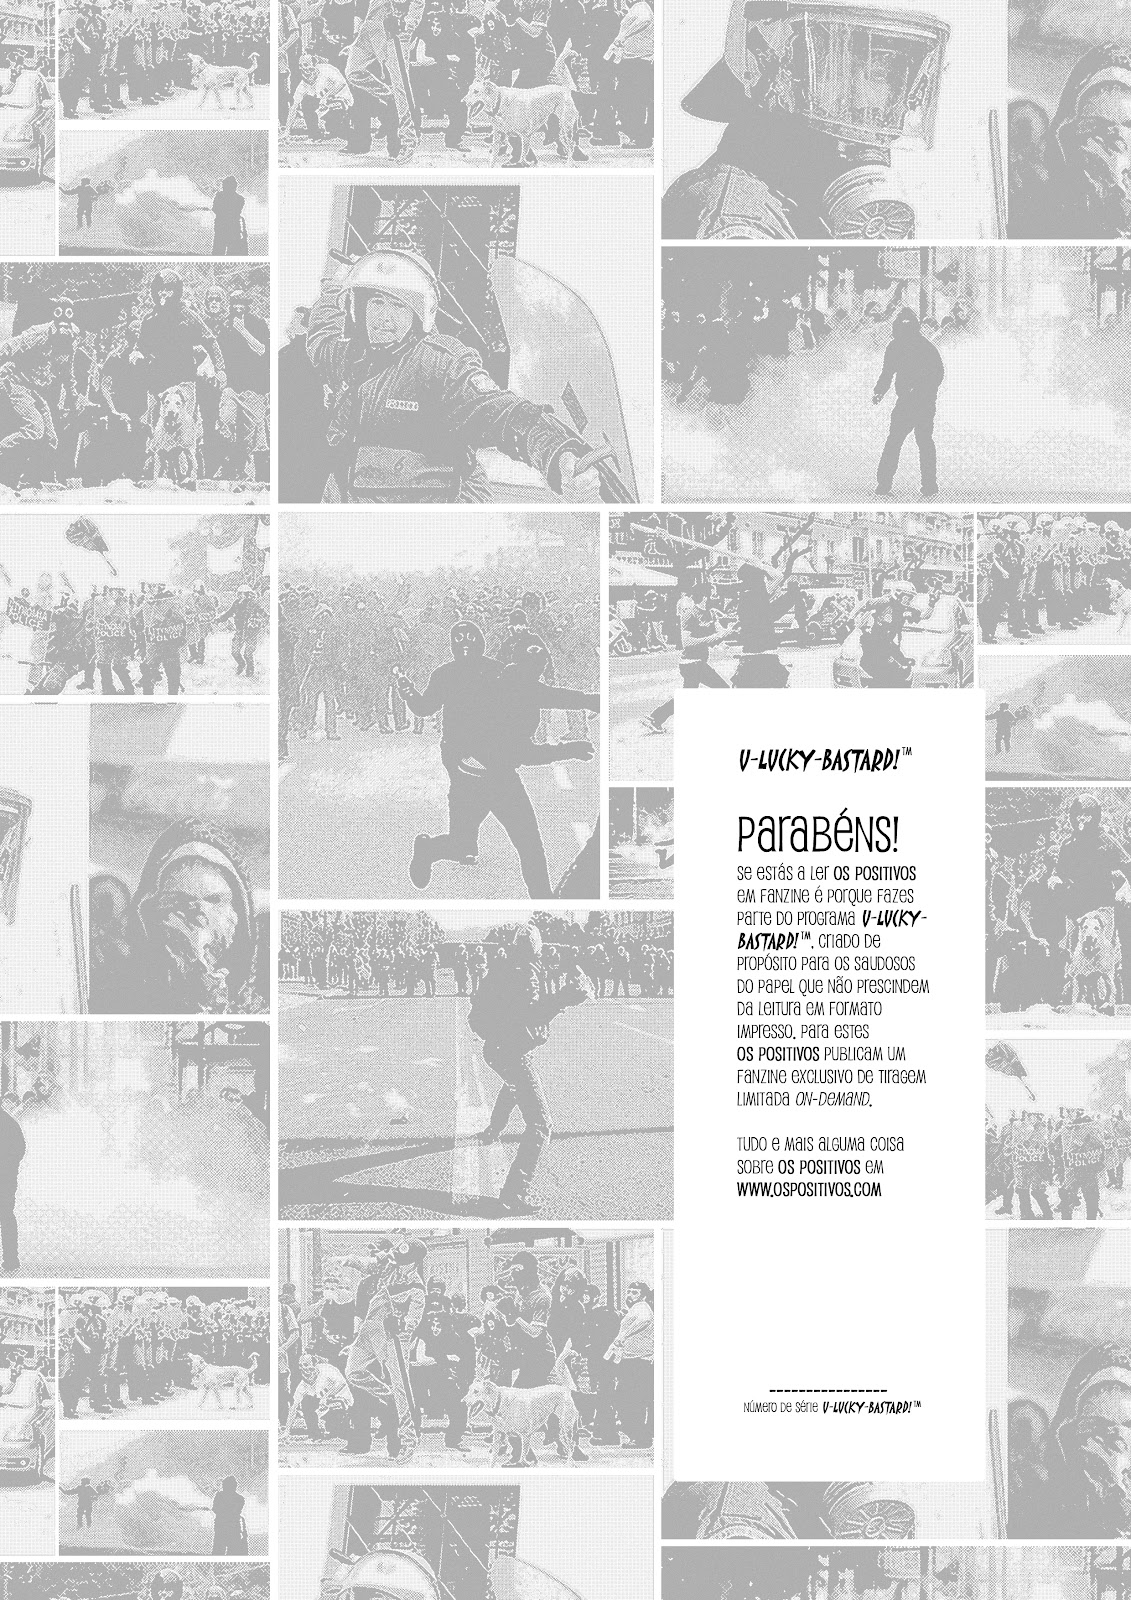 U-LUCKY-BASTARD!™
Parabéns!
Se estás a ler OS POSITIVOS
em fanzine é porque fazes
parte do programa U-LUCKY-
BASTARD!™, criado de
propósito para os saudosos
do papel que não prescindem
da leitura em formato
impresso. Para estes
OS POSITIVOS publicam um
fanzine exclusivo de tiragem
limitada on-demand.
Tudo e mais alguma coisa
sobre OS POSITIVOS em
WWW.OSPOSITIVOS.COM
----------------
Número de Série U-LUCKY-BASTARD!™